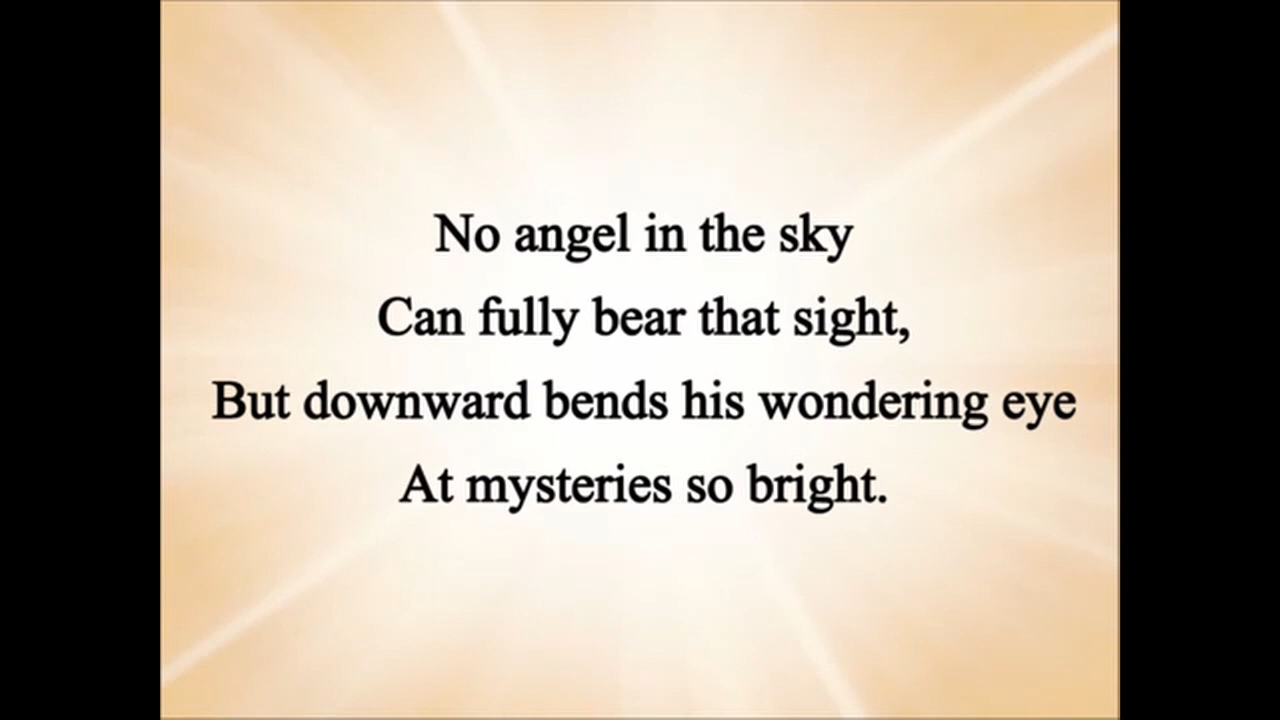 No angel in the sky
Can fully bear that sight,
But downward bends his wondering eye
At mysteries so bright.